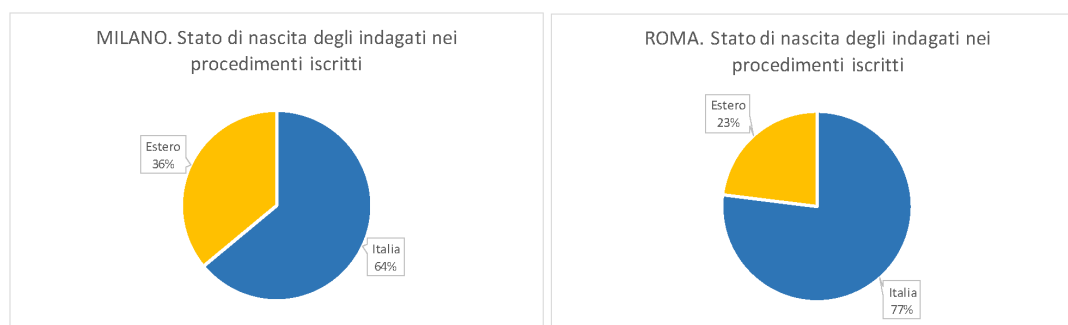 MILANO. Stato di nascita degli indagati nei
procedimenti iscritti
Estero
36%
Italia
64%
ROMA. Stato di nascita degli indagati nei
procedimenti iscritti
Estero
23%
Italia
77%